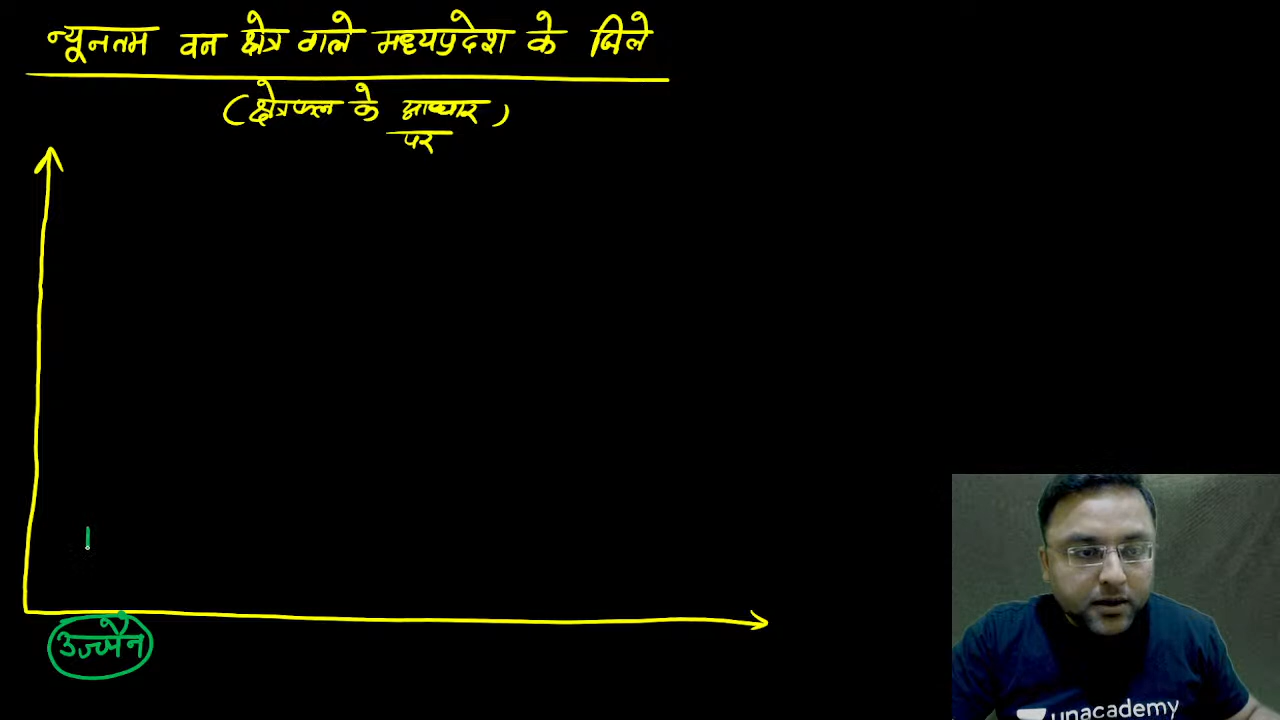 न्यूनतम वन क्षेत्र वाले मध्यप्रदेश के जिले
(क्षेत्रफल के आधार)
पर
उज्जैन
unacademy